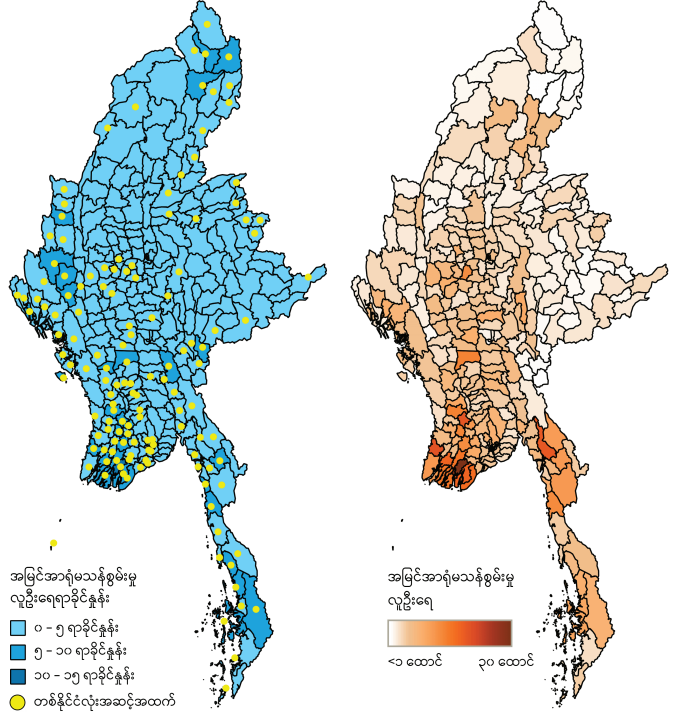 အမြင်အာရုံမသန်စွမ်းမှု
လူဦးရေရာခိုင်နှုန်း
၀ – ၅ ရာခိုင်နှုန်း
၅ – ၁၀ ရာခိုင်နှုန်း
၁၀ – ၁၅ ရာခိုင်နှုန်း
တစ်နိုင်ငံလုံးအဆင့်အထက်
အမြင်အာရုံမသန်စွမ်းမှု
လူဦးရေ
<၁ ထောင် ၃၀ ထောင်